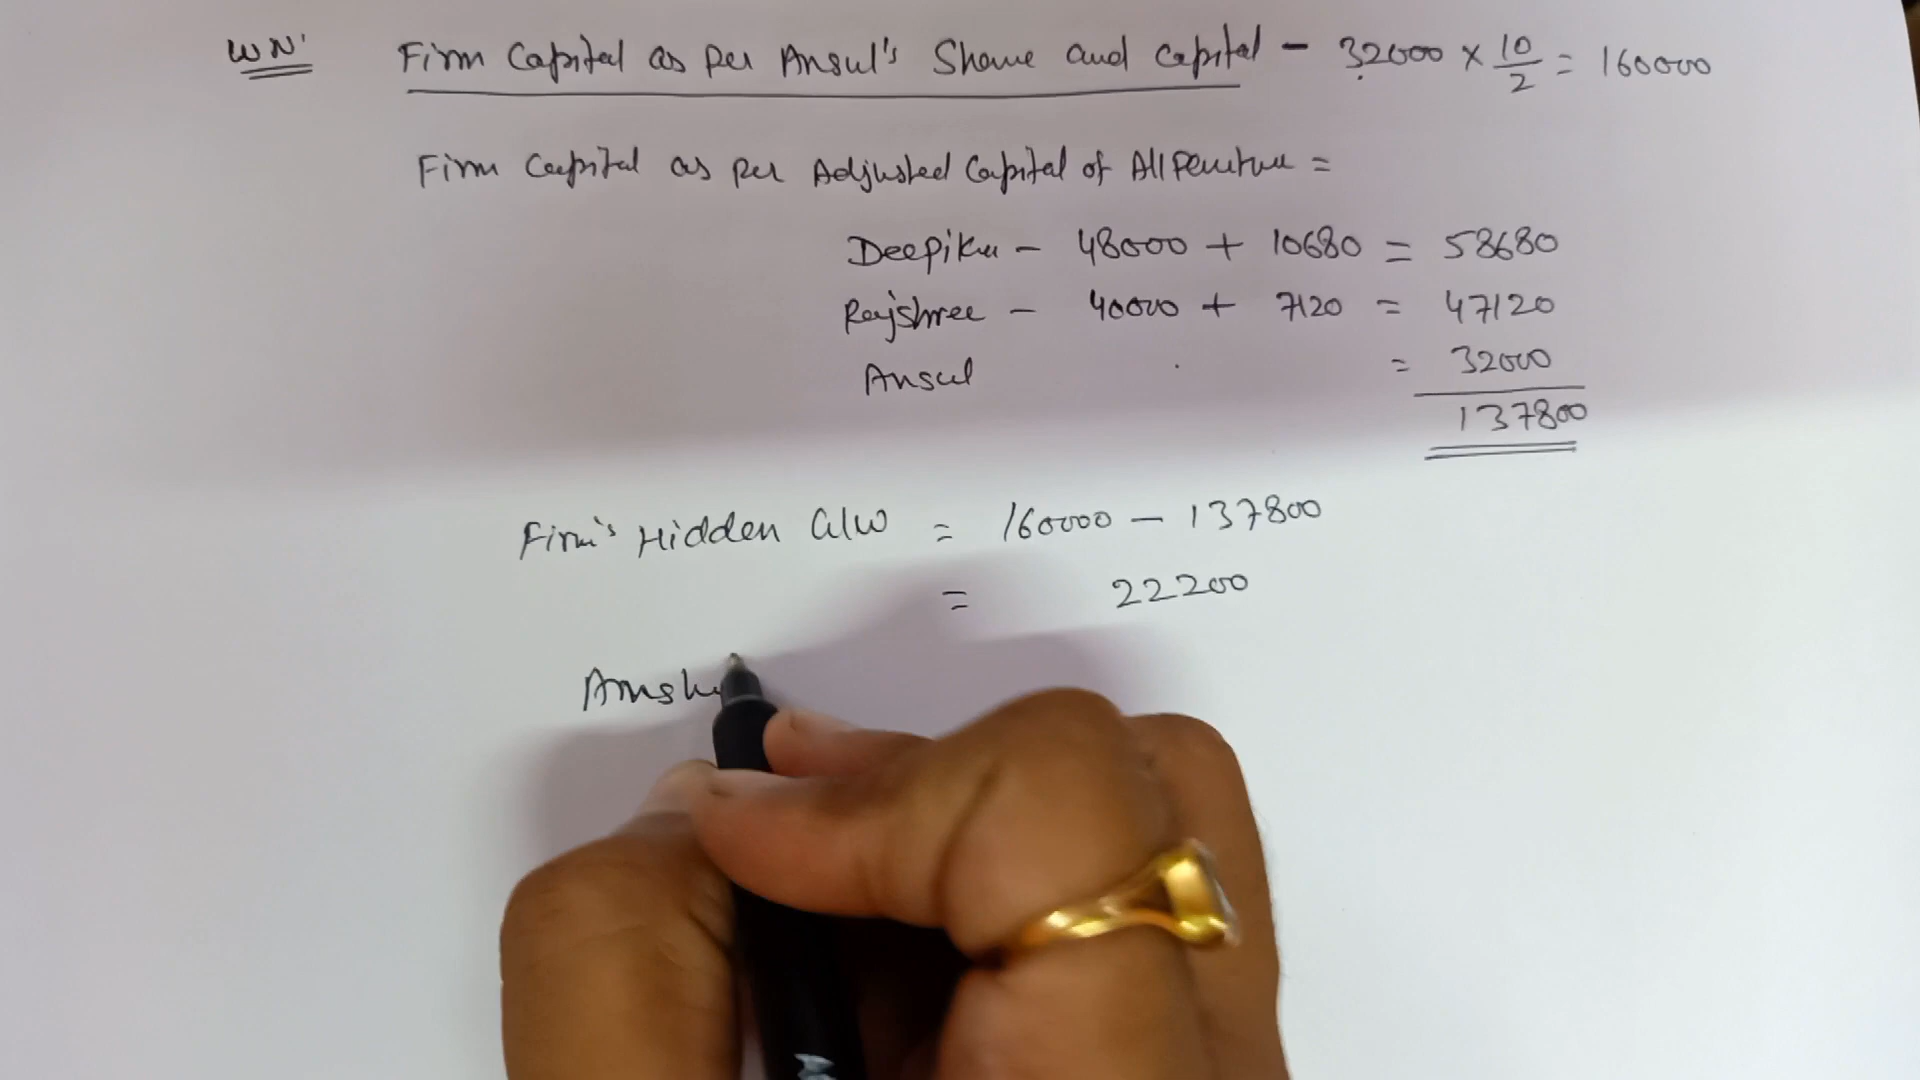 WN' Firm Capital as per Ansul's Share and Capital - 32000 × 10/2 = 160000
Firm Capital as per Adjusted Capital of All Partner =
Deepika - 48000 + 10680 = 58680
Rajshree - 40000 + 7120 = 47120
Ansul = 32000
137800
Firm's Hidden G/W = 160000 - 137800
= 22200
Anshu